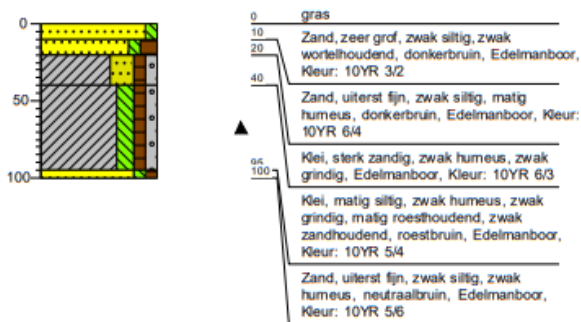 0
50
100
0
gras
10
Zand, zeer grof, zwak siltig, zwak
wortelhoudend, donkerbruin, Edelmanboor,
Kleur: 10YR 3/2
20
Zand, uiterst fijn, zwak siltig, matig
humeus, donkerbruin, Edelmanboor, Kleur:
10YR 6/4
40
Klei, sterk zandig, zwak humeus, zwak
grindig, Edelmanboor, Kleur: 10YR 6/3
95
Klei, matig siltig, zwak humeus, zwak
grindig, matig roesthoudend, zwak
zandhoudend, roestbruin, Edelmanboor,
Kleur: 10YR 5/4
100
Zand, uiterst fijn, zwak siltig, zwak
humeus, neutraalbruin, Edelmanboor,
Kleur: 10YR 5/6